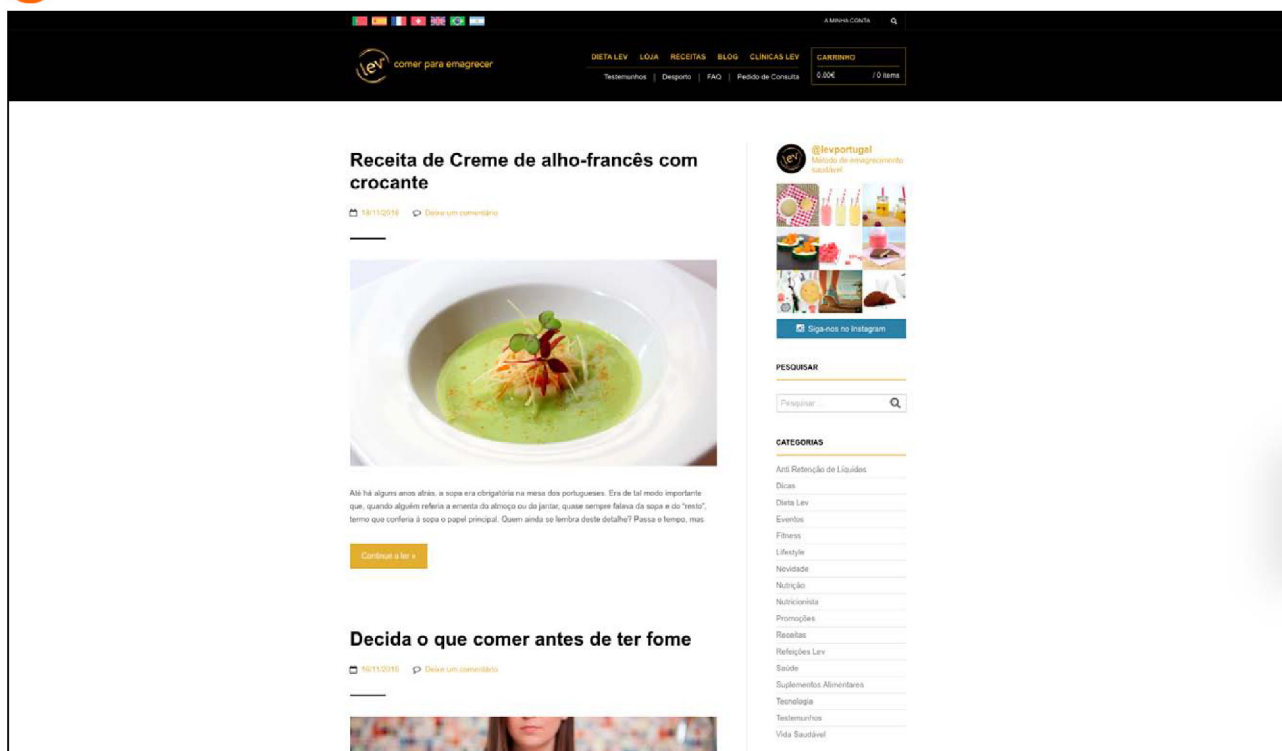 A MINHA CONTA
lev comer para emagrecer
DIETA LEV LOJA RECEITAS BLOG CLÍNICAS LEV
Testemunhos | Desporto | FAQ | Pedido de Consulta
CARRINHO
0.00€ / 0 items
Receita de Creme de alho-francês com
crocante
Deixe um comentário
Até há alguns anos atrás, a sopa era obrigatória na mesa dos portugueses. Era de tal modo importante
que, quando alguém referia a ementa do almoço ou do jantar, quase sempre falava da sopa e do "resto",
termo que conferia à sopa o papel principal. Quem ainda se lembra deste detalhe? Passa o tempo, mas
Continue a ler »
Decida o que comer antes de ter fome
Deixe um comentário
lev
@levportugal
Método de emagrecimento
saudável
Siga-nos no Instagram
PESQUISAR
Pesquisar ...
CATEGORIAS
Anti Retenção de Líquidos
Dicas
Dieta Lev
Eventos
Fitness
Lifestyle
Novidade
Nutrição
Nutricionista
Promoções
Receitas
Refeições Lev
Saúde
Suplementos Alimentares
Tecnologia
Testemunhos
Vida Saudável